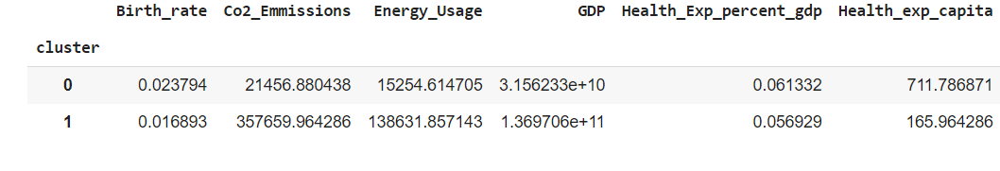 Birth_rate Co2_Emmissions Energy_Usage GDP Health_Exp_percent_gdp Health_exp_capita
cluster
0 0.023794 21456.880438 15254.614705 3.156233e+10 0.061332 711.786871
1 0.016893 357659.964286 138631.857143 1.369706e+11 0.056929 165.964286